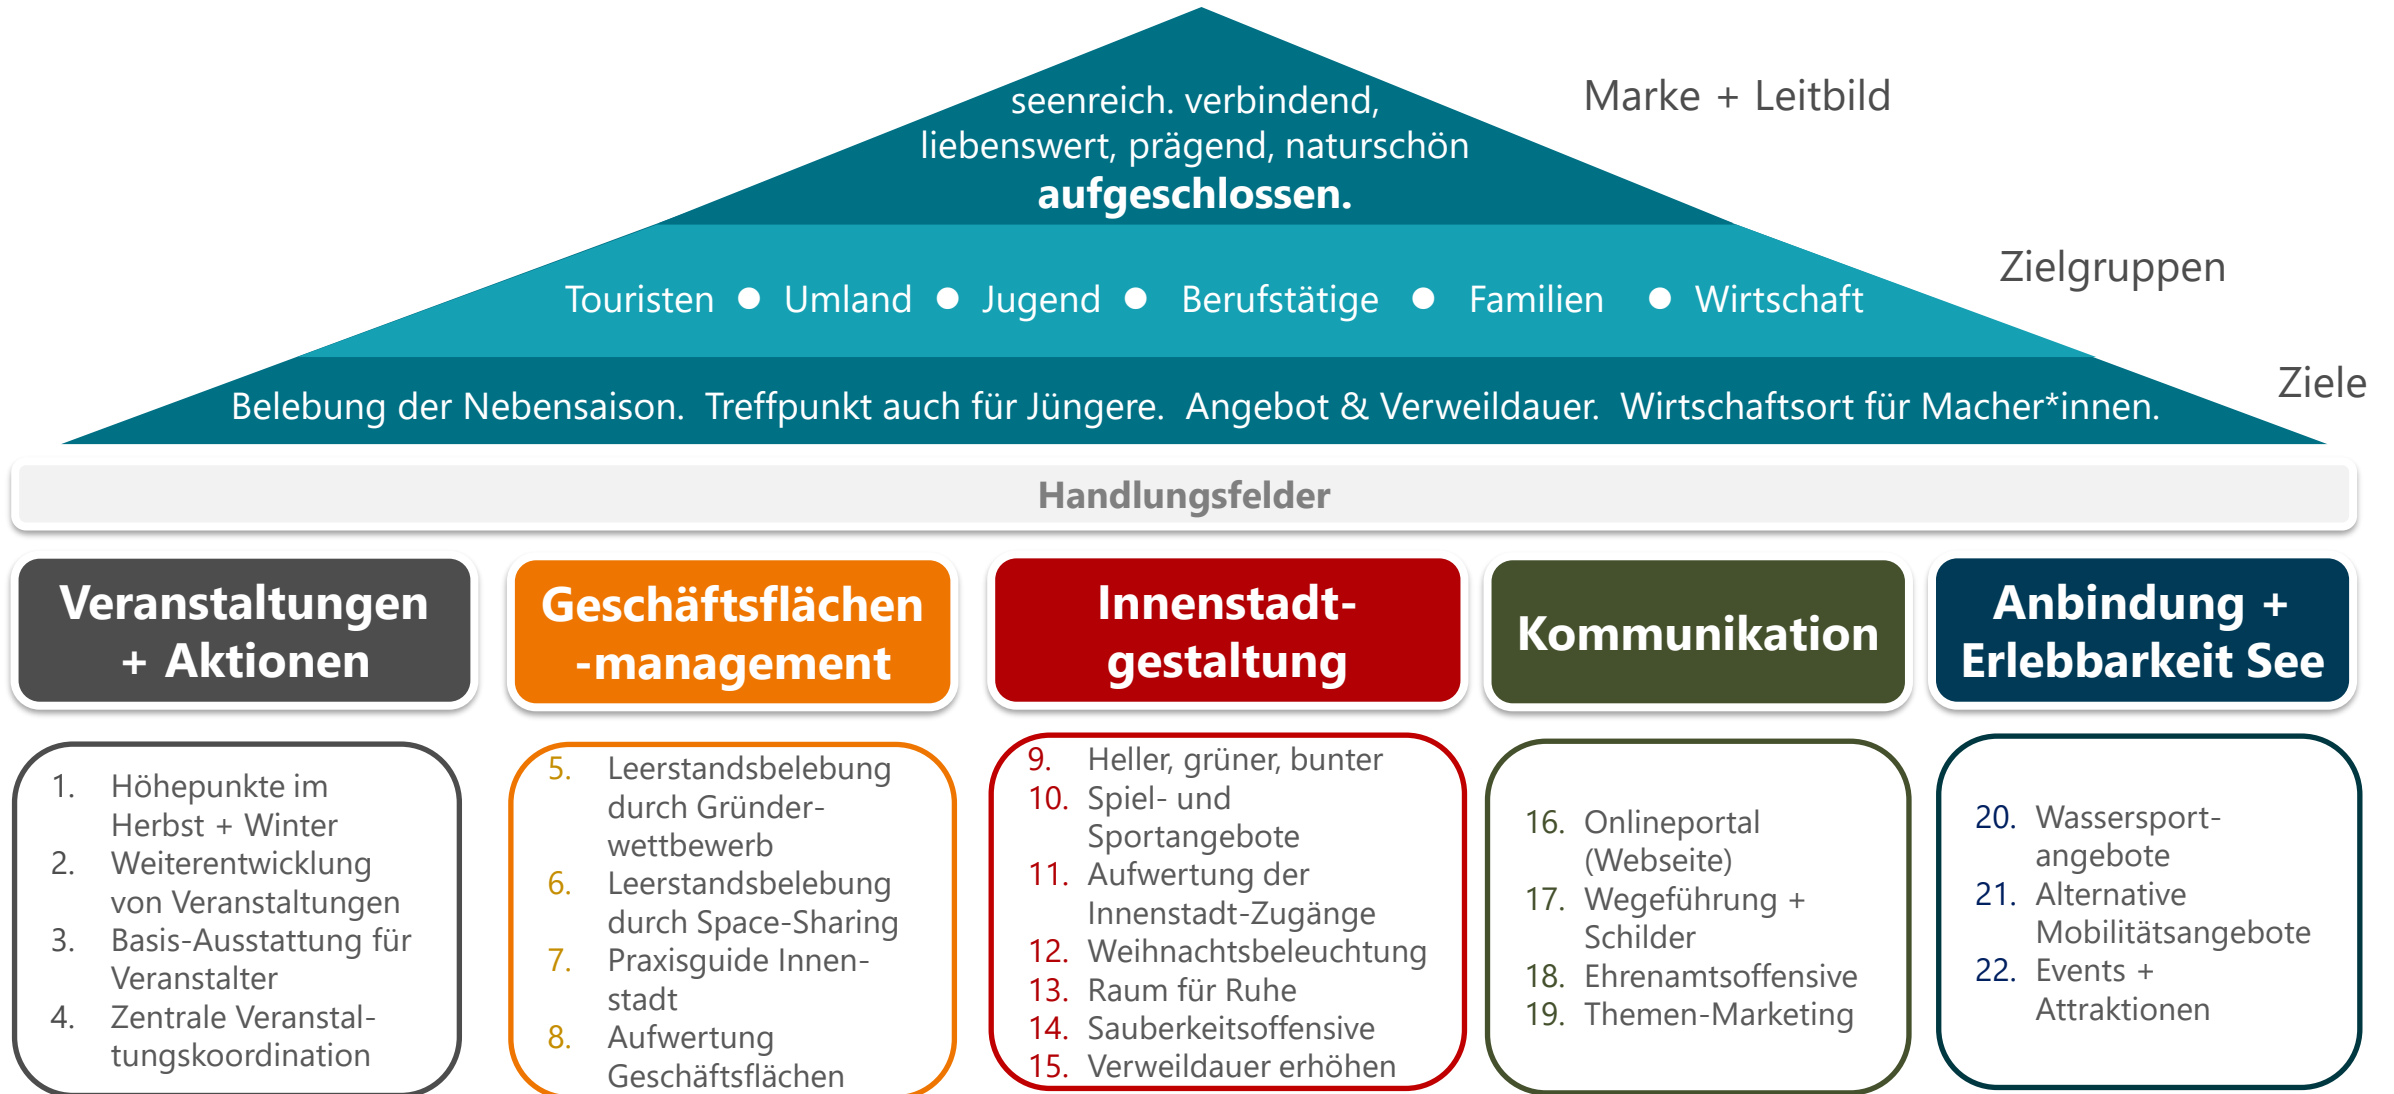 seenreich. verbindend,
liebenswert, prägend, naturschön
aufgeschlossen.
Marke + Leitbild
Zielgruppen
Touristen ● Umland ● Jugend ● Berufstätige ● Familien ● Wirtschaft
Ziele
Belebung der Nebensaison. Treffpunkt auch für Jüngere. Angebot & Verweildauer. Wirtschaftsort für Macher*innen.
Handlungsfelder
Veranstaltungen
+ Aktionen
1. Höhepunkte im
Herbst + Winter
2. Weiterentwicklung
von Veranstaltungen
3. Basis-Ausstattung für
Veranstalter
4. Zentrale Veranstal-
tungskoordination
Geschäftsflächen
-management
5. Leerstandsbelebung
durch Gründer-
wettbewerb
6. Leerstandsbelebung
durch Space-Sharing
7. Praxisguide Innen-
stadt
8. Aufwertung
Geschäftsflächen
Innenstadt-
gestaltung
9. Heller, grüner, bunter
10. Spiel- und
Sportangebote
11. Aufwertung der
Innenstadt-Zugänge
12. Weihnachtsbeleuchtung
13. Raum für Ruhe
14. Sauberkeitsoffensive
15. Verweildauer erhöhen
Kommunikation
16. Onlineportal
(Webseite)
17. Wegeführung +
Schilder
18. Ehrenamtsoffensive
19. Themen-Marketing
Anbindung +
Erlebbarkeit See
20. Wassersport-
angebote
21. Alternative
Mobilitätsangebote
22. Events +
Attraktionen